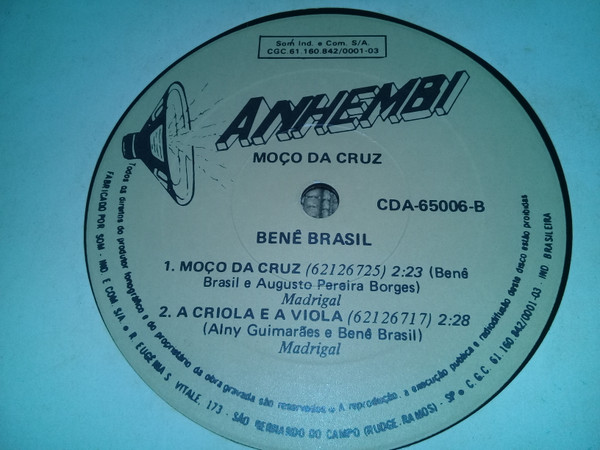 Som Ind. e Com. S/A.
CGC.61.160.842/0001-03
ANHEMBI
MOÇO DA CRUZ
CDA-65006-B
BENÊ BRASIL
1. MOÇO DA CRUZ (62126725) 2:23 (Benê
Brasil e Augusto Pereira Borges)
Madrigal
2. A CRIOLA E A VIOLA (62126717) 2:28
(Alny Guimarães e Benê Brasil)
Madrigal
Todos os direitos do produtor fonográfico e do proprietário da obra gravada são reservados • A reprodução, a execução pública e radiodifusão deste disco estão proibidas
FABRICADO POR SOM - IND. E COM. S/A. • R. EUGÊNIA S. VITALE, 173 - SÃO BERNARDO DO CAMPO (RUDGE RAMOS) - SP • C.G.C. 61.160.842/0001-03 - IND. BRASILEIRA